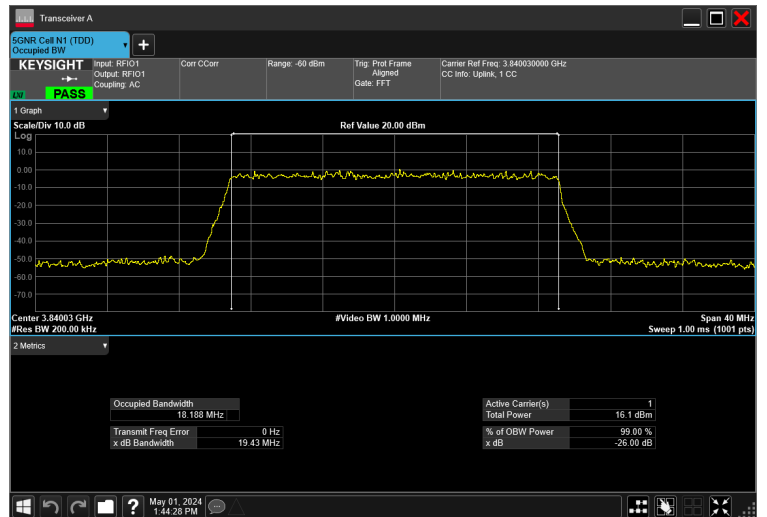 Transceiver A
5GNR Cell N1 (TDD)
Occupied BW
KEYSIGHT
LXI
PASS
Input: RFIO1
Output: RFIO1
Coupling: AC
Corr CCorr
Range: -60 dBm
Trig: Prot Frame
Aligned
Gate: FFT
Carrier Ref Freq: 3.840030000 GHz
CC Info: Uplink, 1 CC
1 Graph
Scale/Div 10.0 dB
Ref Value 20.00 dBm
Log
10.0
0.00
-10.0
-20.0
-30.0
-40.0
-50.0
-60.0
-70.0
Center 3.84003 GHz
#Video BW 1.0000 MHz
Span 40 MHz
#Res BW 200.00 kHz
Sweep 1.00 ms (1001 pts)
2 Metrics
Occupied Bandwidth
18.188 MHz
Transmit Freq Error 0 Hz
x dB Bandwidth 19.43 MHz
Active Carrier(s) 1
Total Power 16.1 dBm
% of OBW Power 99.00 %
x dB -26.00 dB
May 01, 2024
1:44:28 PM